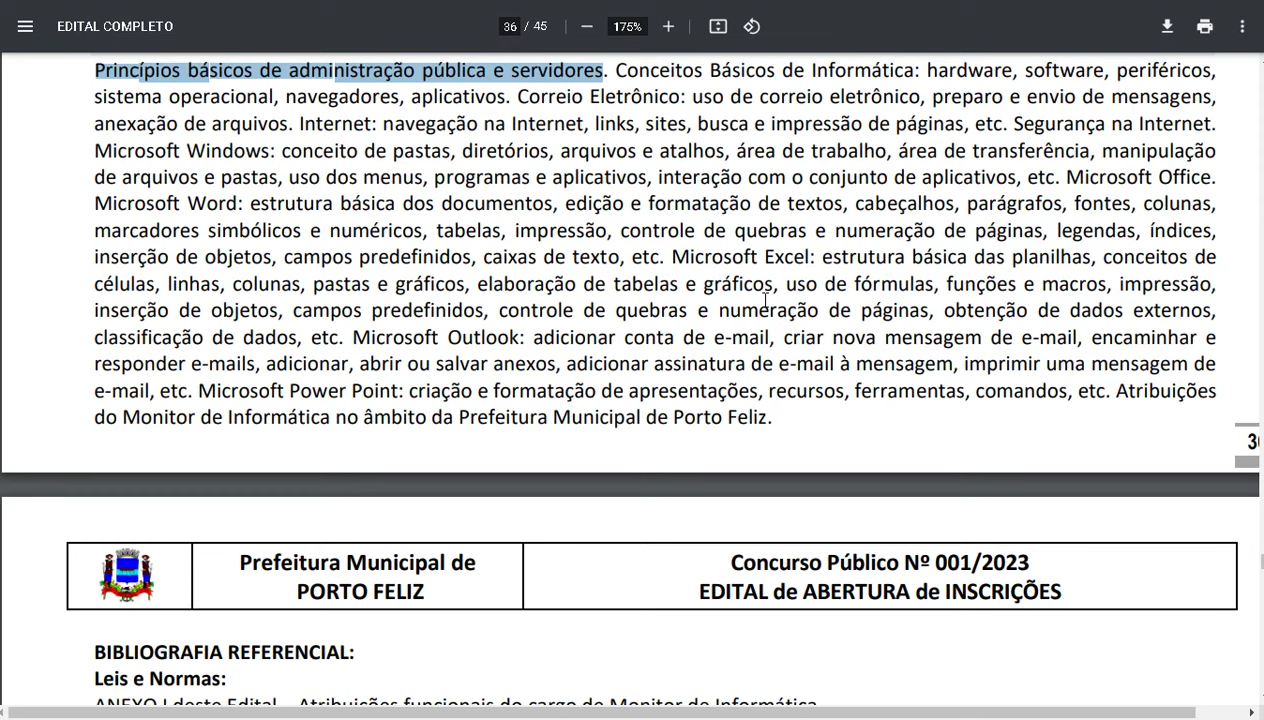 EDITAL COMPLETO
36 / 45
175%
Princípios básicos de administração pública e servidores. Conceitos Básicos de Informática: hardware, software, periféricos,
sistema operacional, navegadores, aplicativos. Correio Eletrônico: uso de correio eletrônico, preparo e envio de mensagens,
anexação de arquivos. Internet: navegação na Internet, links, sites, busca e impressão de páginas, etc. Segurança na Internet.
Microsoft Windows: conceito de pastas, diretórios, arquivos e atalhos, área de trabalho, área de transferência, manipulação
de arquivos e pastas, uso dos menus, programas e aplicativos, interação com o conjunto de aplicativos, etc. Microsoft Office.
Microsoft Word: estrutura básica dos documentos, edição e formatação de textos, cabeçalhos, parágrafos, fontes, colunas,
marcadores simbólicos e numéricos, tabelas, impressão, controle de quebras e numeração de páginas, legendas, índices,
inserção de objetos, campos predefinidos, caixas de texto, etc. Microsoft Excel: estrutura básica das planilhas, conceitos de
células, linhas, colunas, pastas e gráficos, elaboração de tabelas e gráficos, uso de fórmulas, funções e macros, impressão,
inserção de objetos, campos predefinidos, controle de quebras e numeração de páginas, obtenção de dados externos,
classificação de dados, etc. Microsoft Outlook: adicionar conta de e-mail, criar nova mensagem de e-mail, encaminhar e
responder e-mails, adicionar, abrir ou salvar anexos, adicionar assinatura de e-mail à mensagem, imprimir uma mensagem de
e-mail, etc. Microsoft Power Point: criação e formatação de apresentações, recursos, ferramentas, comandos, etc. Atribuições
do Monitor de Informática no âmbito da Prefeitura Municipal de Porto Feliz.
Prefeitura Municipal de
PORTO FELIZ
Concurso Público Nº 001/2023
EDITAL de ABERTURA de INSCRIÇÕES
BIBLIOGRAFIA REFERENCIAL:
Leis e Normas:
ANEXO I deste Edital – Atribuições funcionais do cargo de Monitor de Informática